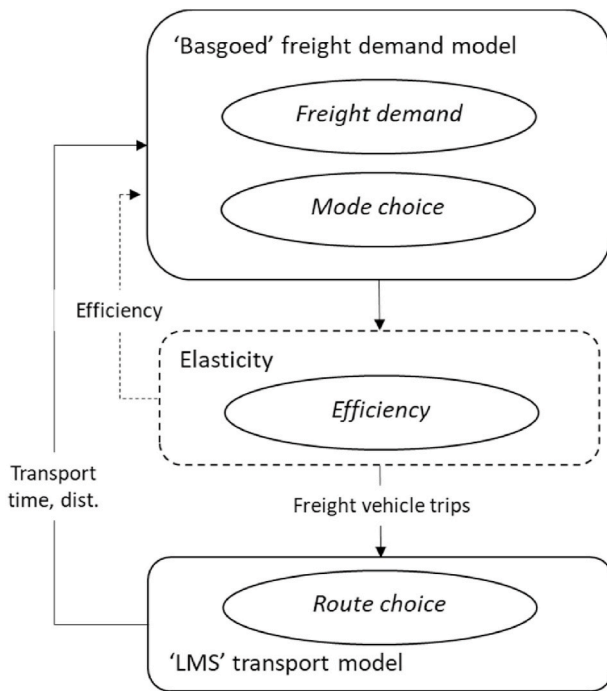 ‘Basgoed’ freight demand model
Freight demand
Mode choice
Efficiency
Elasticity
Efficiency
Transport
time, dist.
Freight vehicle trips
Route choice
‘LMS’ transport model